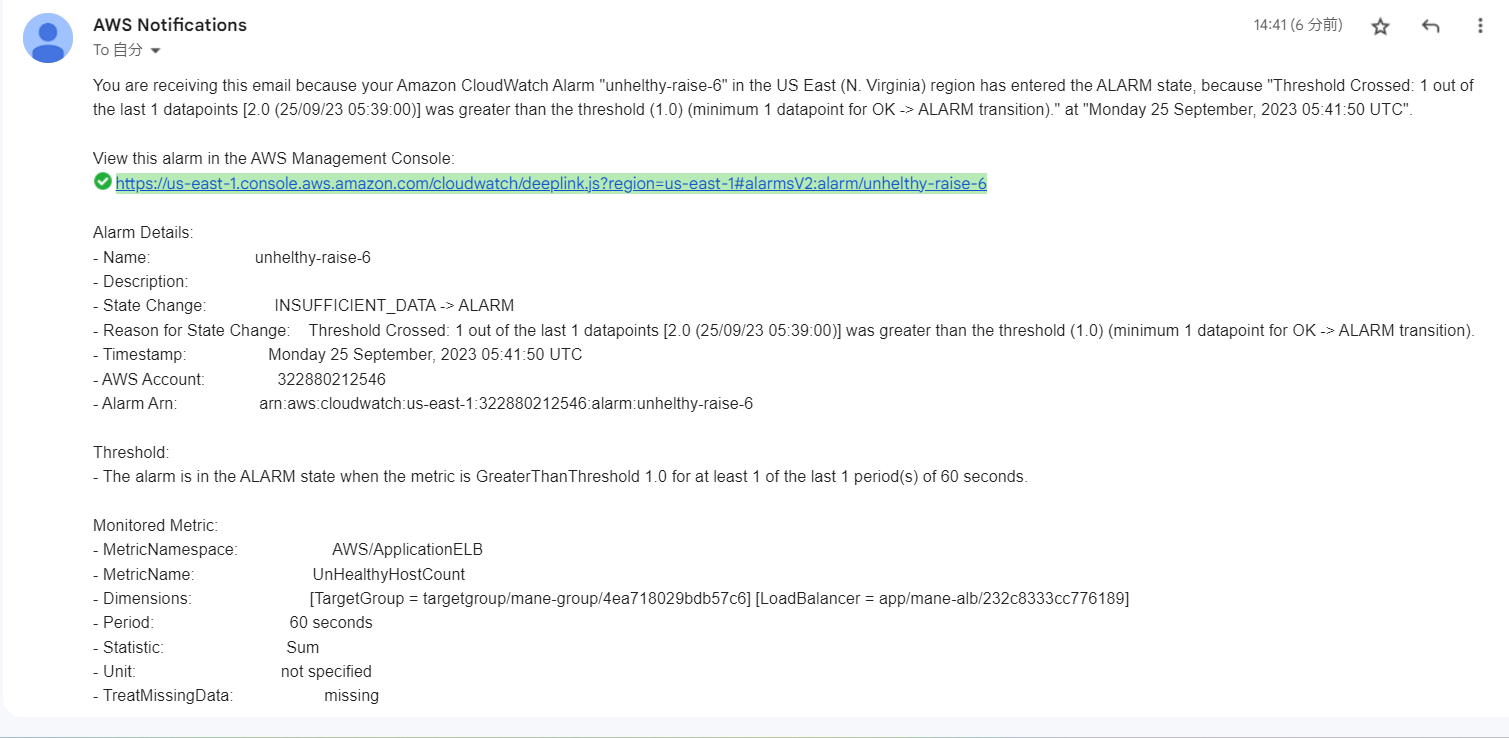 AWS Notifications
14:41 (6 分前)
To 自分
You are receiving this email because your Amazon CloudWatch Alarm "unhelthy-raise-6" in the US East (N. Virginia) region has entered the ALARM state, because "Threshold Crossed: 1 out of
the last 1 datapoints [2.0 (25/09/23 05:39:00)] was greater than the threshold (1.0) (minimum 1 datapoint for OK -> ALARM transition)." at "Monday 25 September, 2023 05:41:50 UTC".
View this alarm in the AWS Management Console:
https://us-east-1.console.aws.amazon.com/cloudwatch/deeplink.js?region=us-east-1#alarmsV2:alarm/unhelthy-raise-6
Alarm Details:
- Name: unhelthy-raise-6
- Description:
- State Change: INSUFFICIENT_DATA -> ALARM
- Reason for State Change: Threshold Crossed: 1 out of the last 1 datapoints [2.0 (25/09/23 05:39:00)] was greater than the threshold (1.0) (minimum 1 datapoint for OK -> ALARM transition).
- Timestamp: Monday 25 September, 2023 05:41:50 UTC
- AWS Account: 322880212546
- Alarm Arn: arn:aws:cloudwatch:us-east-1:322880212546:alarm:unhelthy-raise-6
Threshold:
- The alarm is in the ALARM state when the metric is GreaterThanThreshold 1.0 for at least 1 of the last 1 period(s) of 60 seconds.
Monitored Metric:
- MetricNamespace: AWS/ApplicationELB
- MetricName: UnHealthyHostCount
- Dimensions: [TargetGroup = targetgroup/mane-group/4ea718029bdb57c6] [LoadBalancer = app/mane-alb/232c8333cc776189]
- Period: 60 seconds
- Statistic: Sum
- Unit: not specified
- TreatMissingData: missing